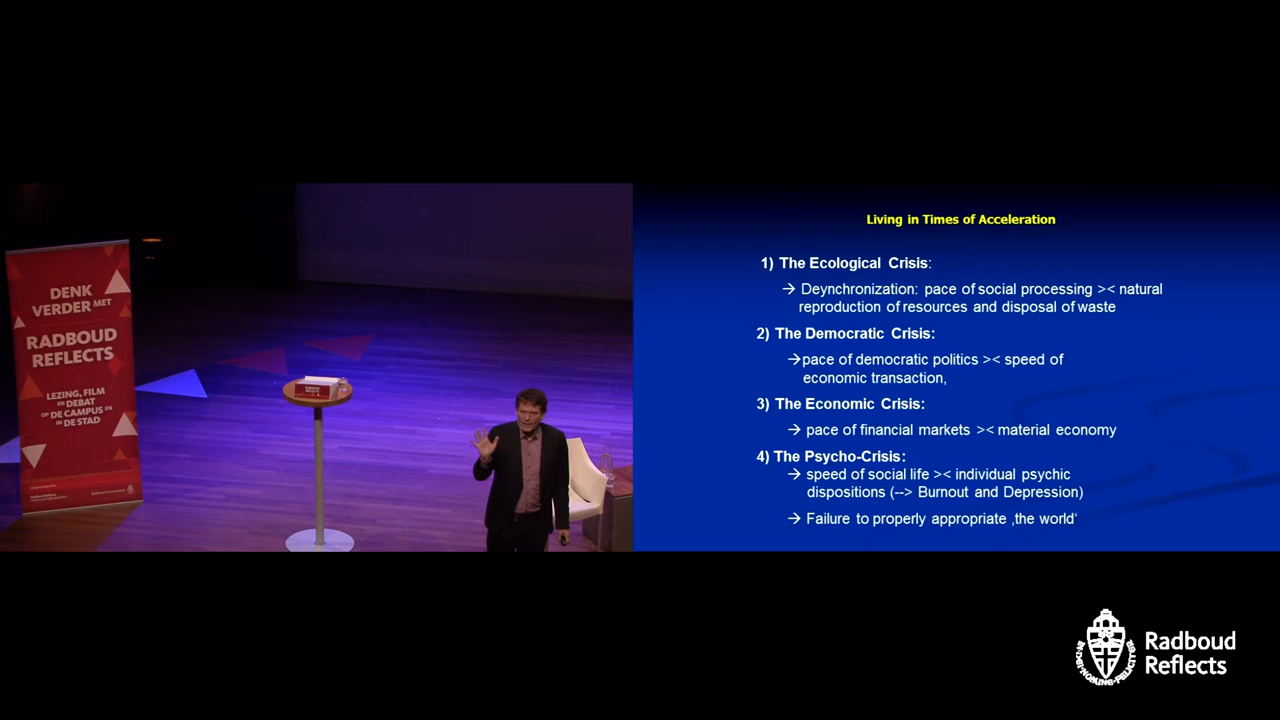 DENK
VERDER MET
RADBOUD
REFLECTS
LEZING, FILM
EN DEBAT
OP DE CAMPUS EN
IN DE STAD
Living in Times of Acceleration
1) The Ecological Crisis:
→ Deynchronization: pace of social processing >< natural
reproduction of resources and disposal of waste
2) The Democratic Crisis:
→pace of democratic politics >< speed of
economic transaction,
3) The Economic Crisis:
→ pace of financial markets >< material economy
4) The Psycho-Crisis:
→ speed of social life >< individual psychic
dispositions (--> Burnout and Depression)
→ Failure to properly appropriate ‚the world‘
Radboud
Reflects